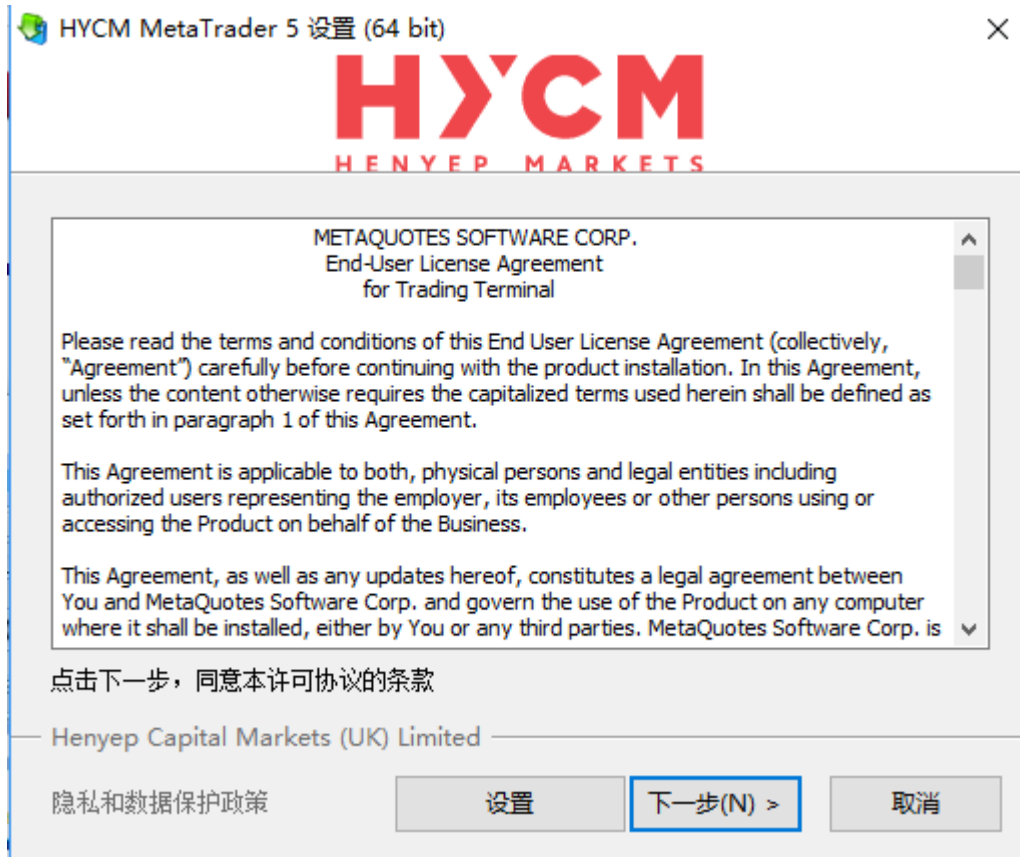 HYCM MetaTrader 5 设置 (64 bit)
HYCM
HENYEP MARKETS
METAQUOTES SOFTWARE CORP.
End-User License Agreement
for Trading Terminal
Please read the terms and conditions of this End User License Agreement (collectively,
“Agreement”) carefully before continuing with the product installation. In this Agreement,
unless the content otherwise requires the capitalized terms used herein shall be defined as
set forth in paragraph 1 of this Agreement.
This Agreement is applicable to both, physical persons and legal entities including
authorized users representing the employer, its employees or other persons using or
accessing the Product on behalf of the Business.
This Agreement, as well as any updates hereof, constitutes a legal agreement between
You and MetaQuotes Software Corp. and govern the use of the Product on any computer
where it shall be installed, either by You or any third parties. MetaQuotes Software Corp. is
点击下一步，同意本许可协议的条款
Henyep Capital Markets (UK) Limited
隐私和数据保护政策 设置 下一步(N) > 取消